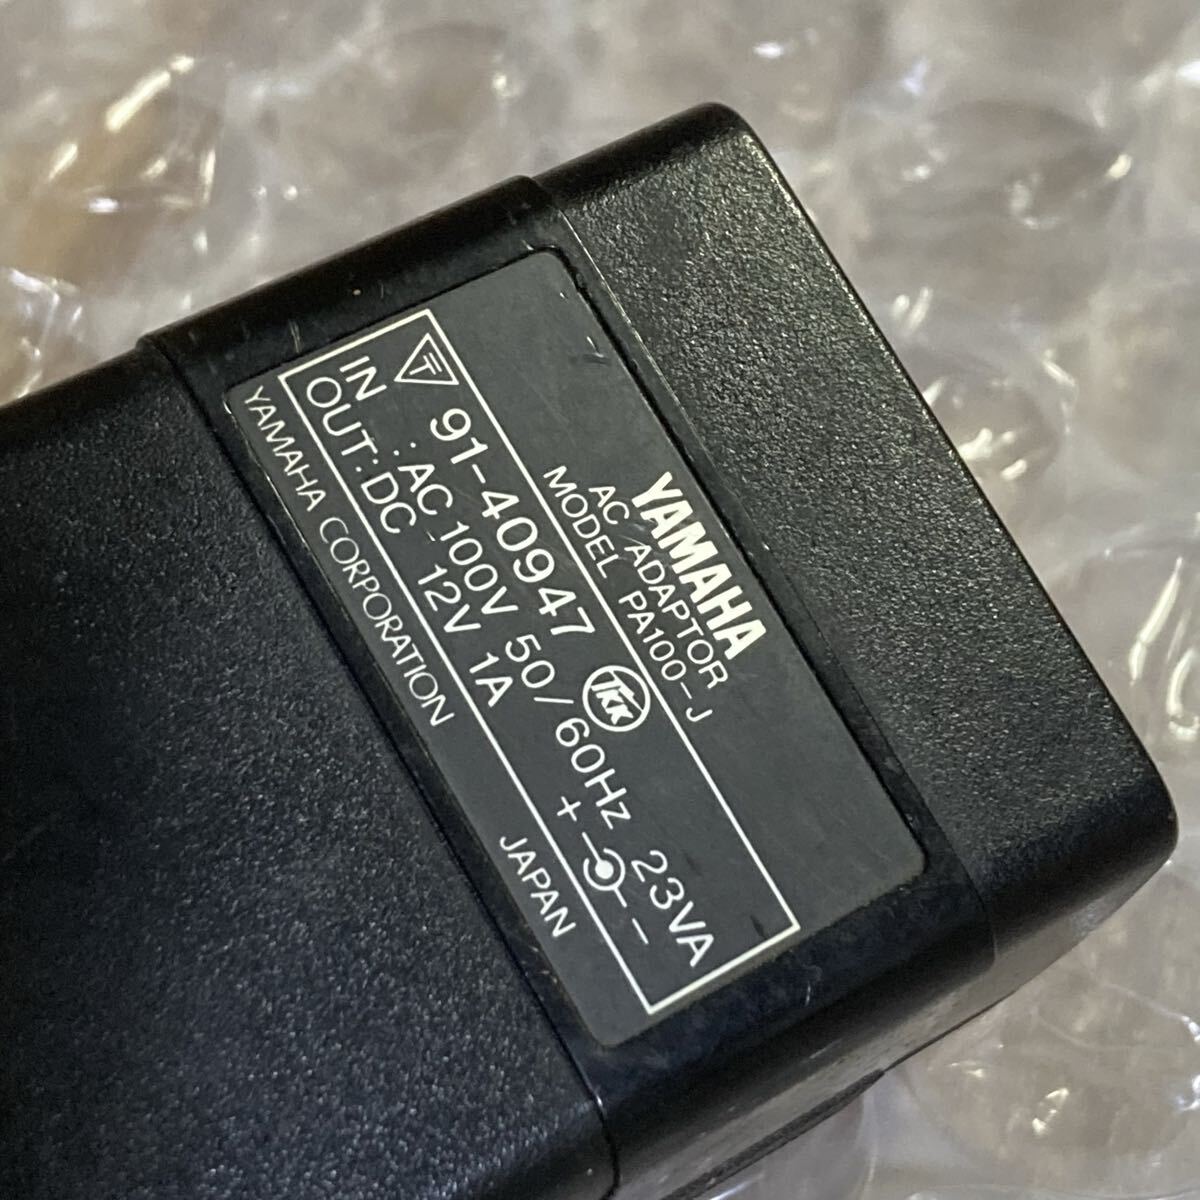 YAMAHA
AC ADAPTOR
MODEL PA100-J
T 91-40947 TKK
IN : AC 100V 50/60Hz 23VA
OUT : DC 12V 1A + -
YAMAHA CORPORATION JAPAN